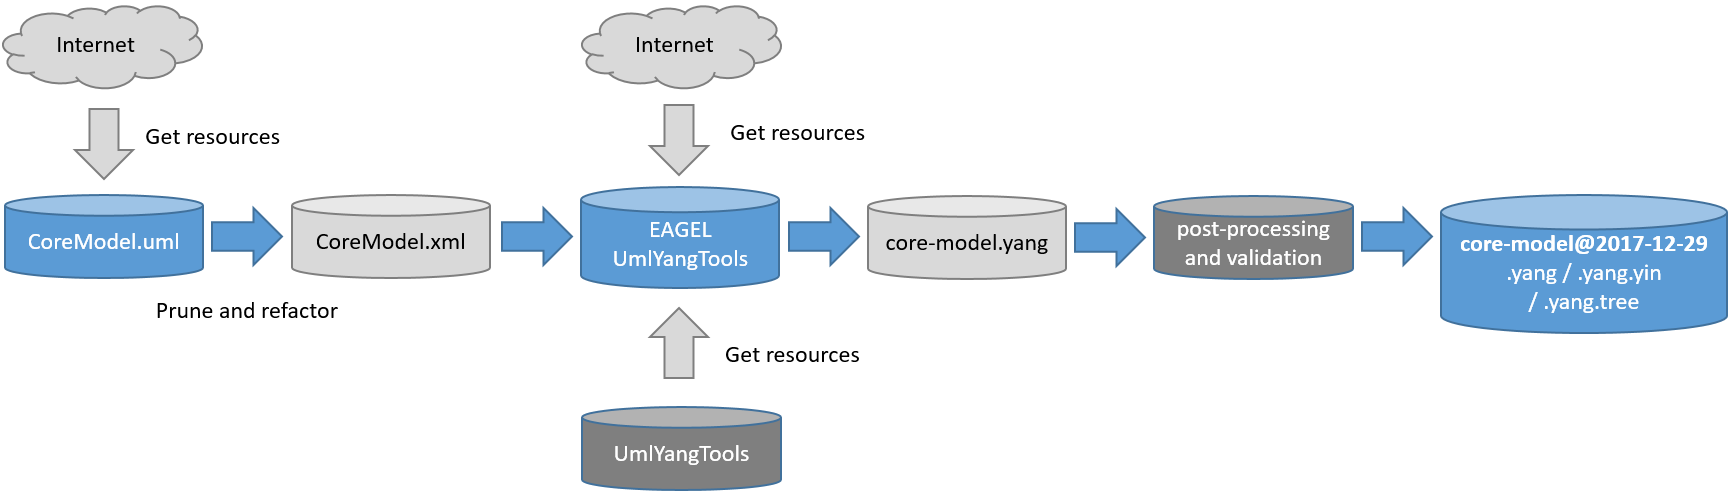 Internet
Internet
Get resources
Get resources
CoreModel.uml
CoreModel.xml
EAGEL
UmlYangTools
core-model.yang
post-processing
and validation
core-model@2017-12-29
.yang / .yang.yin
/ .yang.tree
Prune and refactor
Get resources
UmlYangTools